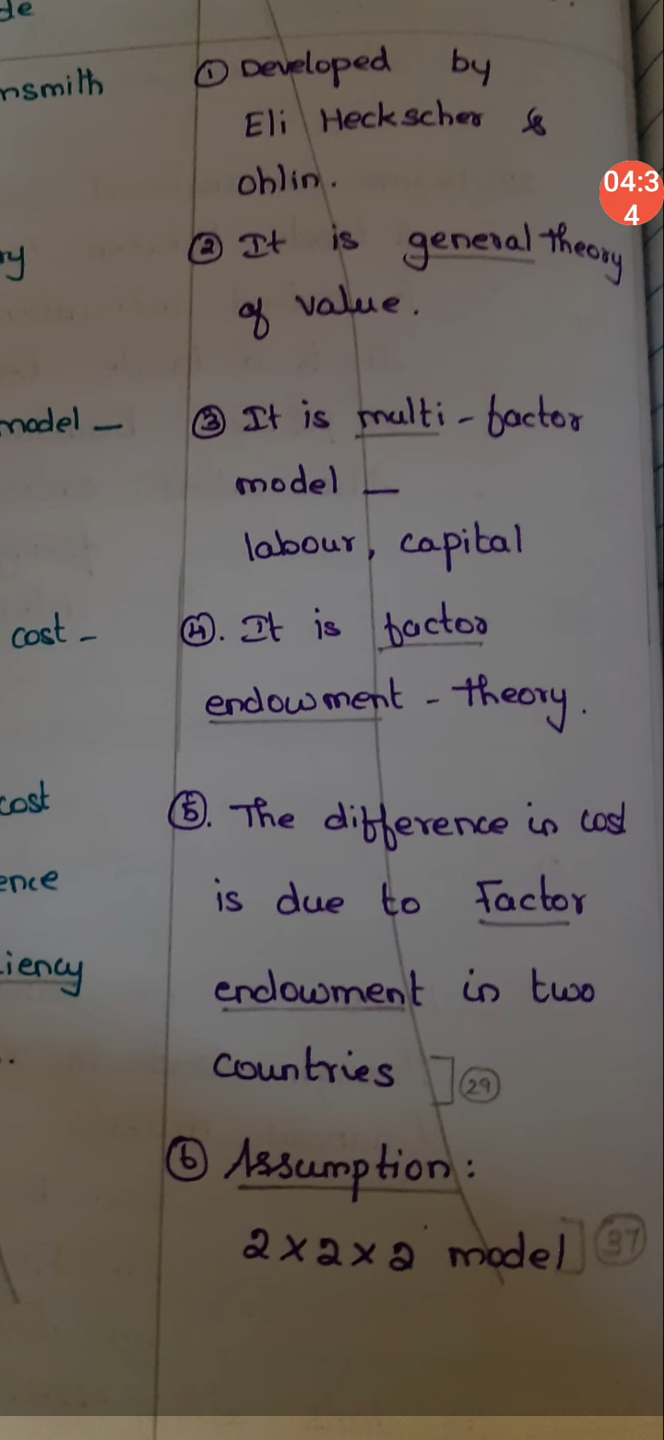 de
nsmith
ry
model —
cost -
cost
ence
iency
..
① Developed by
Eli Heckscher &
ohlin.
② It is general theory
of value.
③ It is multi - factor
model —
labour, capital
④. It is factor
endowment - theory.
⑤. The difference in cost
is due to Factor
endowment in two
countries ] 29
⑥ Assumption:
2 x 2 x 2 model ] 37
04:3
4